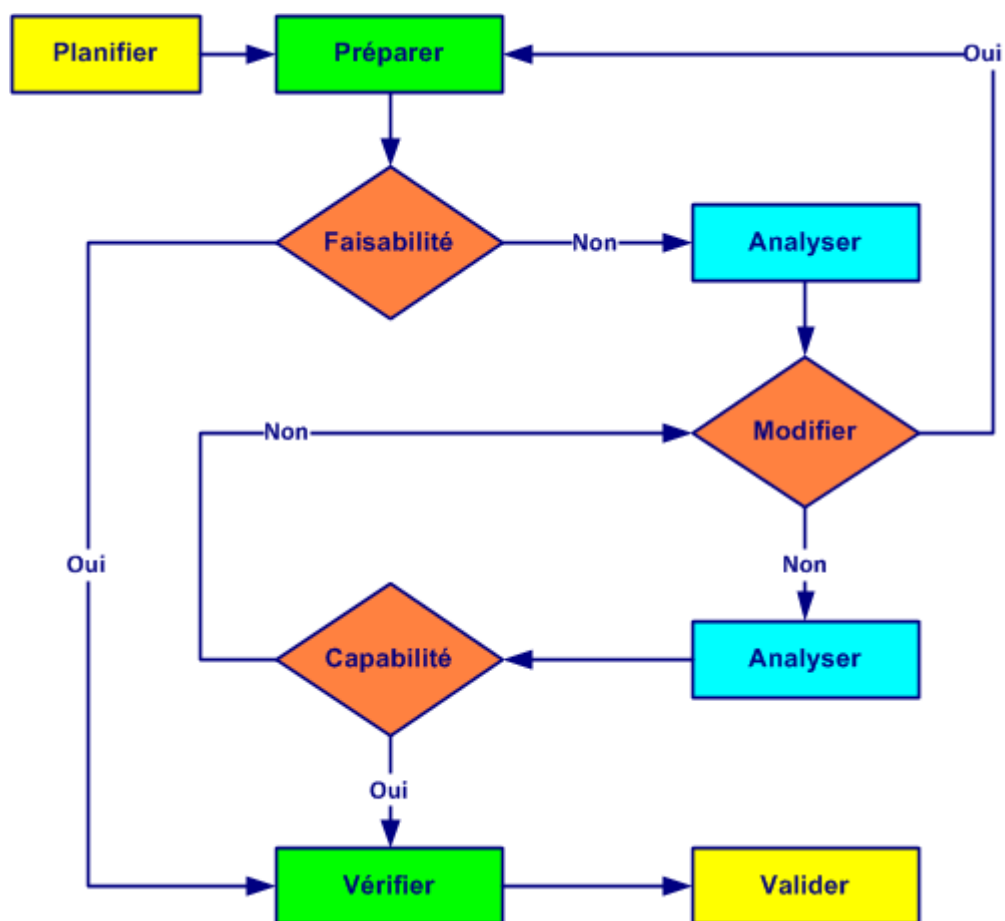 Planifier
Préparer
Oui
Faisabilité
Non
Analyser
Non
Modifier
Oui
Non
Capabilité
Analyser
Oui
Vérifier
Valider